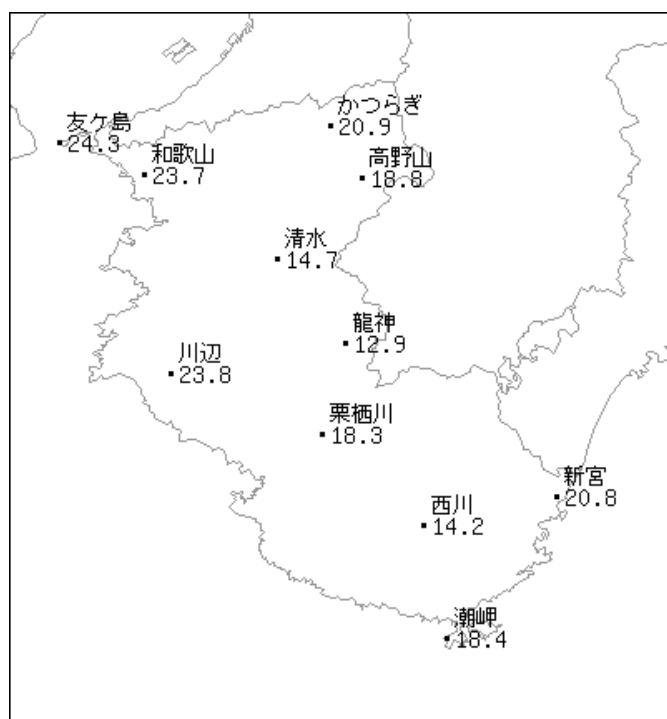 かつらぎ
20.9
友ケ島
24.3
和歌山
23.7
高野山
18.8
清水
14.7
龍神
12.9
川辺
23.8
栗栖川
18.3
新宮
20.8
西川
14.2
潮岬
18.4